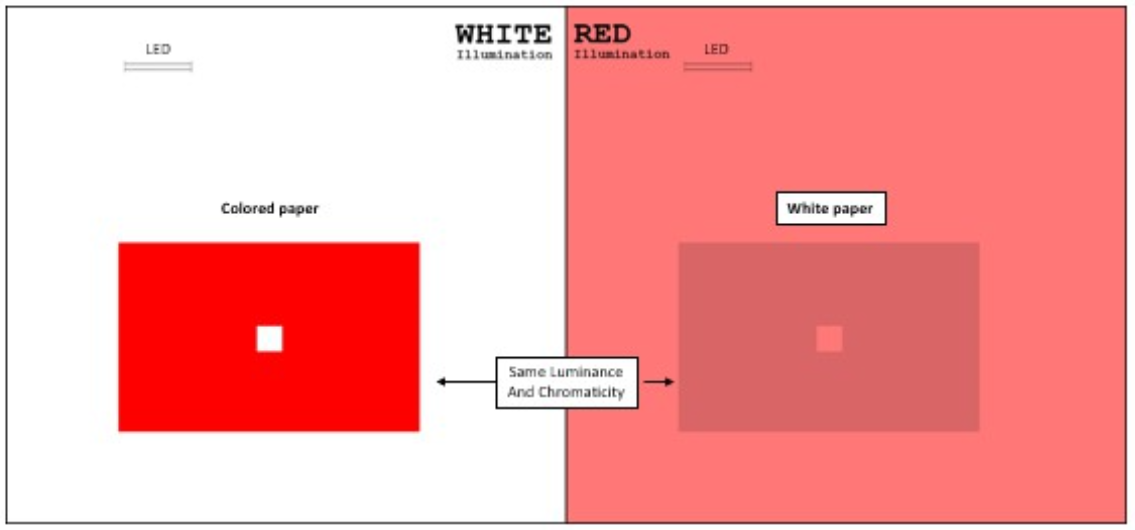 WHITE
Illumination
RED
Illumination
LED
LED
Colored paper
White paper
Same Luminance
And Chromaticity